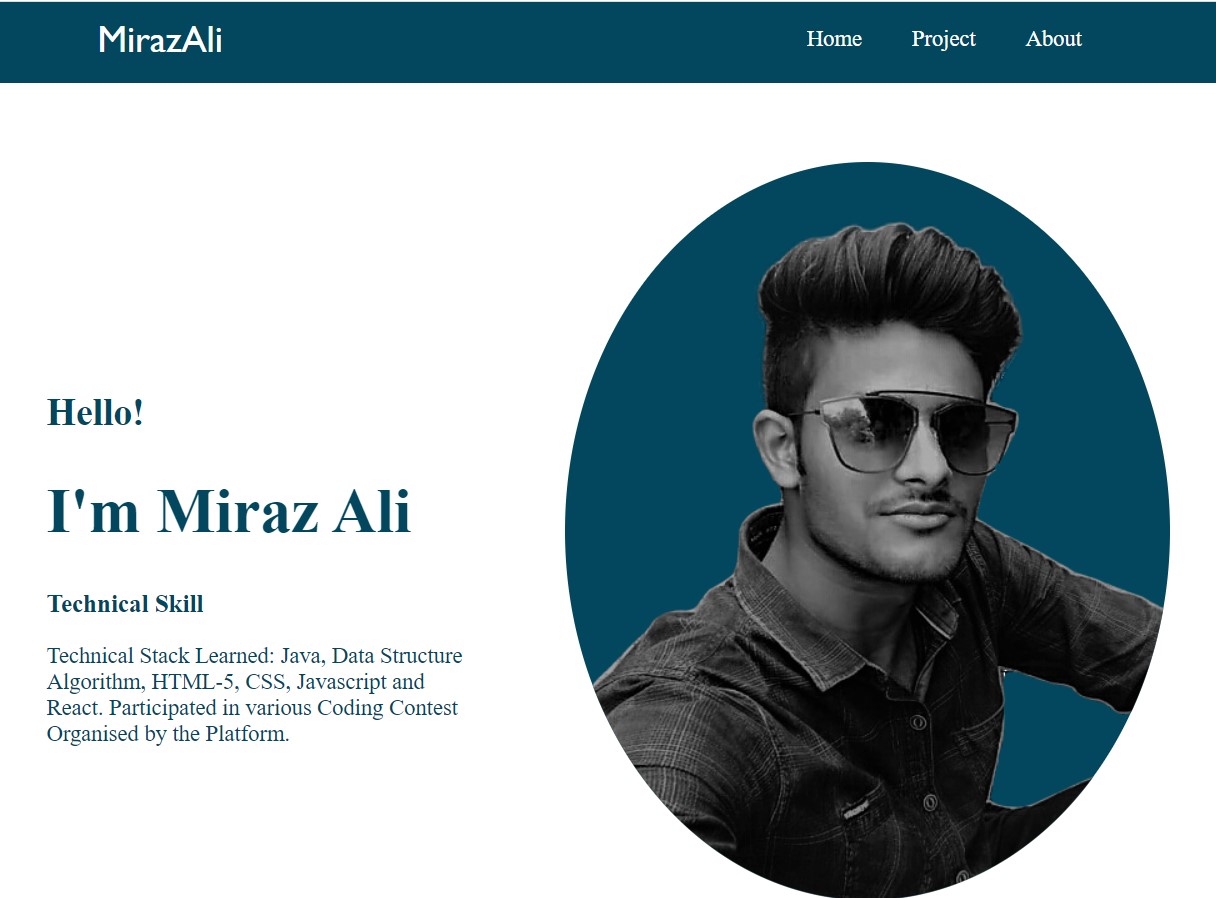 MirazAli
Home Project About
Hello!
I'm Miraz Ali
Technical Skill
Technical Stack Learned: Java, Data Structure
Algorithm, HTML-5, CSS, Javascript and
React. Participated in various Coding Contest
Organised by the Platform.